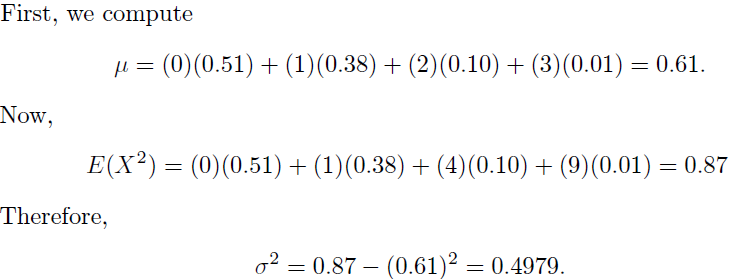 First, we compute
μ = (0)(0.51) + (1)(0.38) + (2)(0.10) + (3)(0.01) = 0.61.
Now,
E(X²) = (0)(0.51) + (1)(0.38) + (4)(0.10) + (9)(0.01) = 0.87
Therefore,
σ² = 0.87 − (0.61)² = 0.4979.